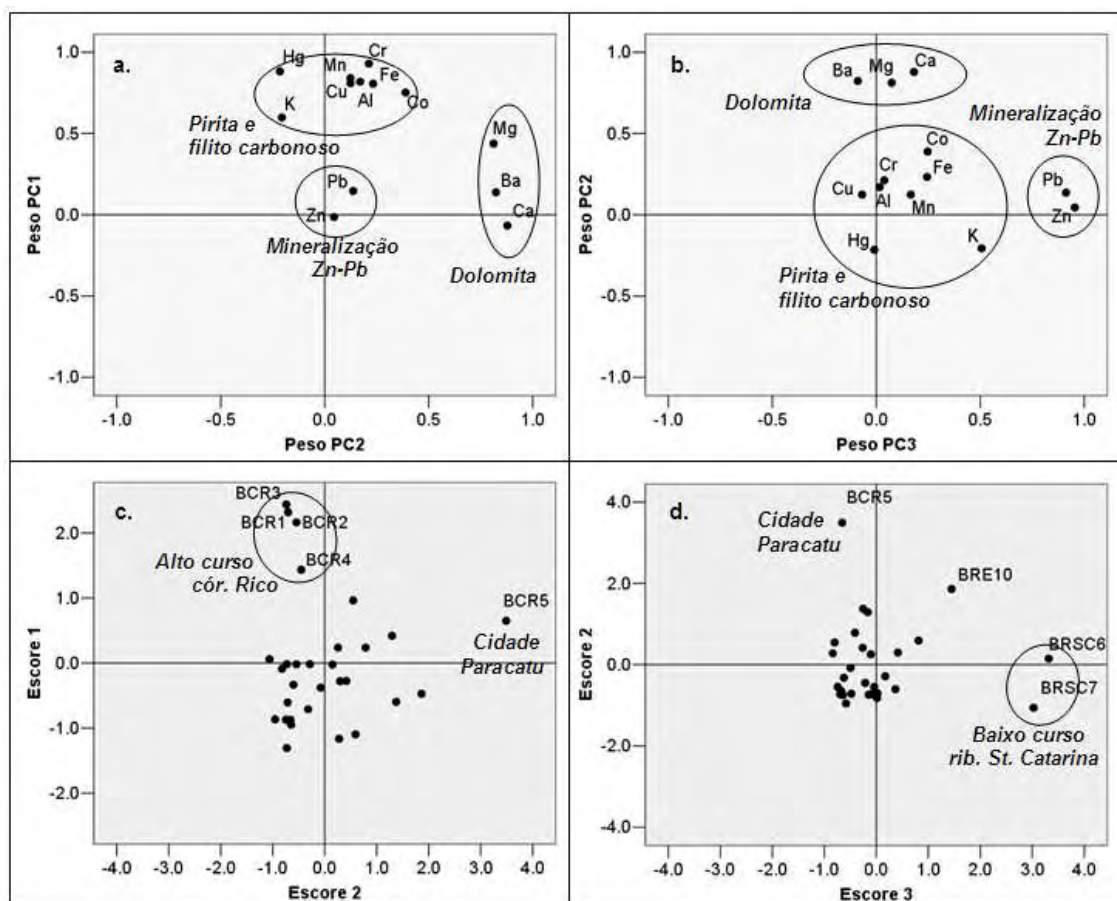 a.
Peso PC1
1.0
0.5
0.0
-0.5
-1.0
Hg
Cr
Mn
Fe
Cu
Al
Co
K
Pirita e
filito carbonoso
Mg
Ba
Ca
Pb
Zn
Mineralização
Zn-Pb
Dolomita
-1.0 -0.5 0.0 0.5 1.0
Peso PC2
b.
Peso PC2
1.0
0.5
0.0
-0.5
-1.0
Ba
Mg
Ca
Dolomita
Mineralização
Zn-Pb
Co
Cr
Fe
Cu
Al
Mn
Pb
Zn
Hg
K
Pirita e
filito carbonoso
-1.0 -0.5 0.0 0.5 1.0
Peso PC3
c.
Escore 1
2.0
1.0
0.0
-1.0
-2.0
BCR3
BCR1
BCR2
BCR4
Alto curso
cór. Rico
BCR5
Cidade
Paracatu
-4.0 -3.0 -2.0 -1.0 0.0 1.0 2.0 3.0 4.0
Escore 2
d.
Escore 2
4.0
2.0
0.0
-2.0
-4.0
BCR5
Cidade
Paracatu
BRE10
BRSC6
BRSC7
Baixo curso
rib. St. Catarina
-4.0 -3.0 -2.0 -1.0 0.0 1.0 2.0 3.0 4.0
Escore 3